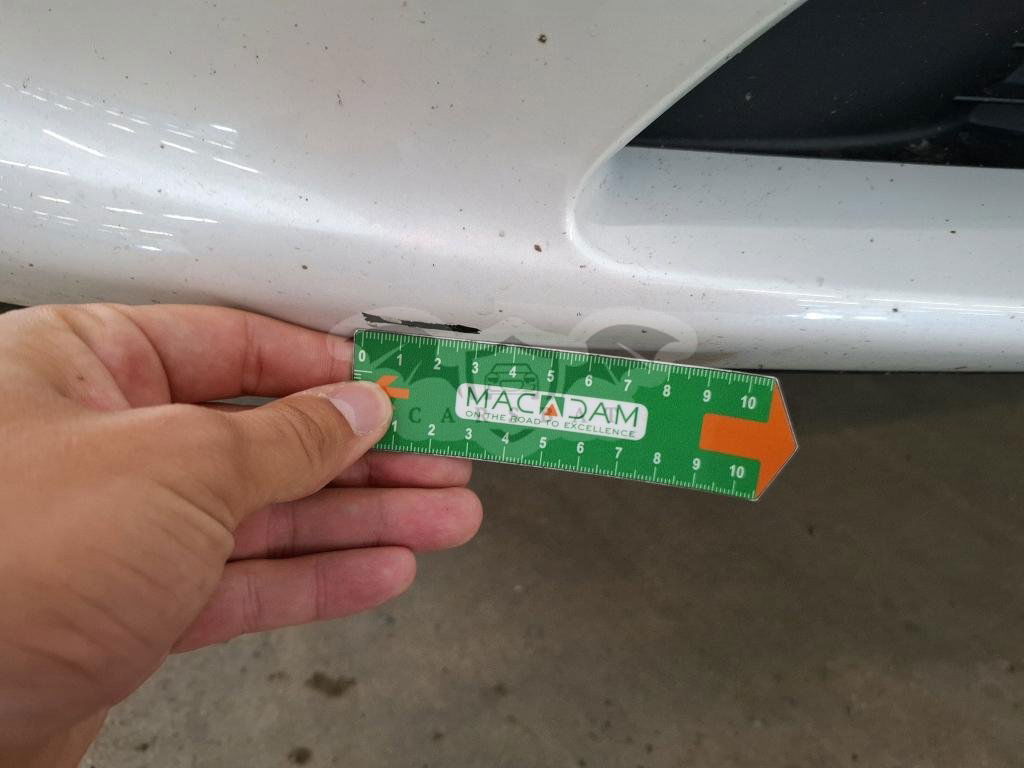 0 1 2 3 4 5 6 7 8 9 10
MACADAM
ON THE ROAD TO EXCELLENCE
1 2 3 4 5 6 7 8 9 10